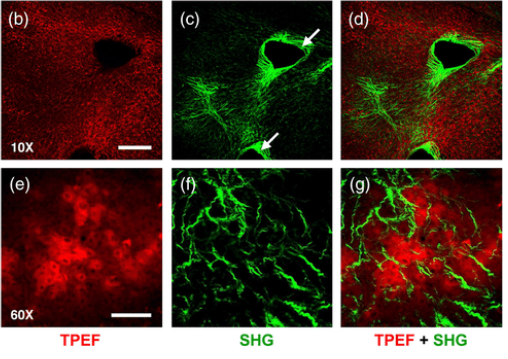 (b) (c) (d)
10X
(e) (f) (g)
60X
TPEF SHG TPEF + SHG